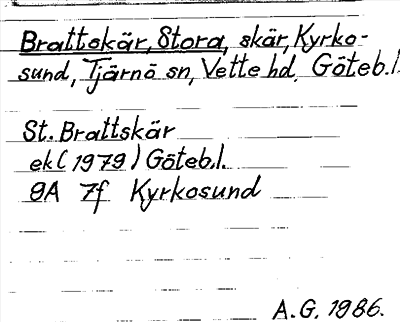 Brattskär, Stora, skär, Kyrko-
sund, Tjärnö sn, Vette hd. Göteb.l.
St. Brattskär
ek (1979) Göteb.l.
9A 7f Kyrkosund
A.G. 1986.